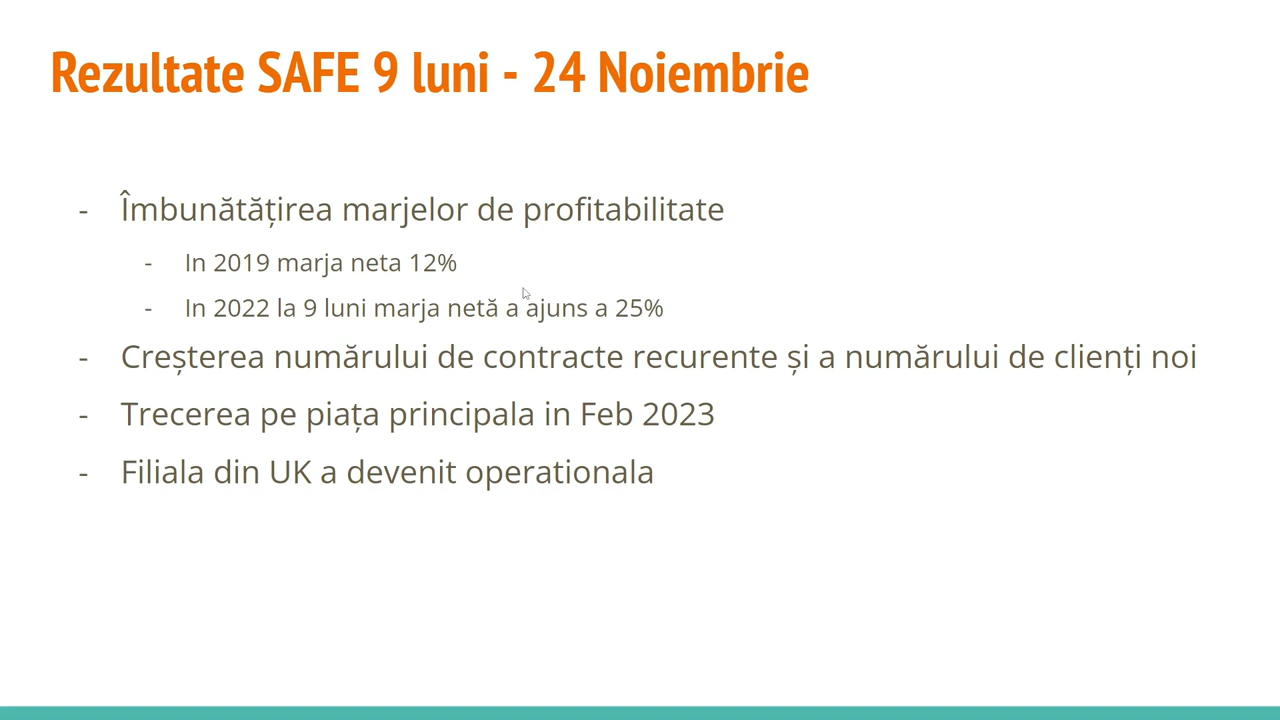 Rezultate SAFE 9 luni - 24 Noiembrie
- Îmbunătățirea marjelor de profitabilitate
- In 2019 marja neta 12%
- In 2022 la 9 luni marja netă a ajuns a 25%
- Creșterea numărului de contracte recurente și a numărului de clienți noi
- Trecerea pe piața principala in Feb 2023
- Filiala din UK a devenit operationala